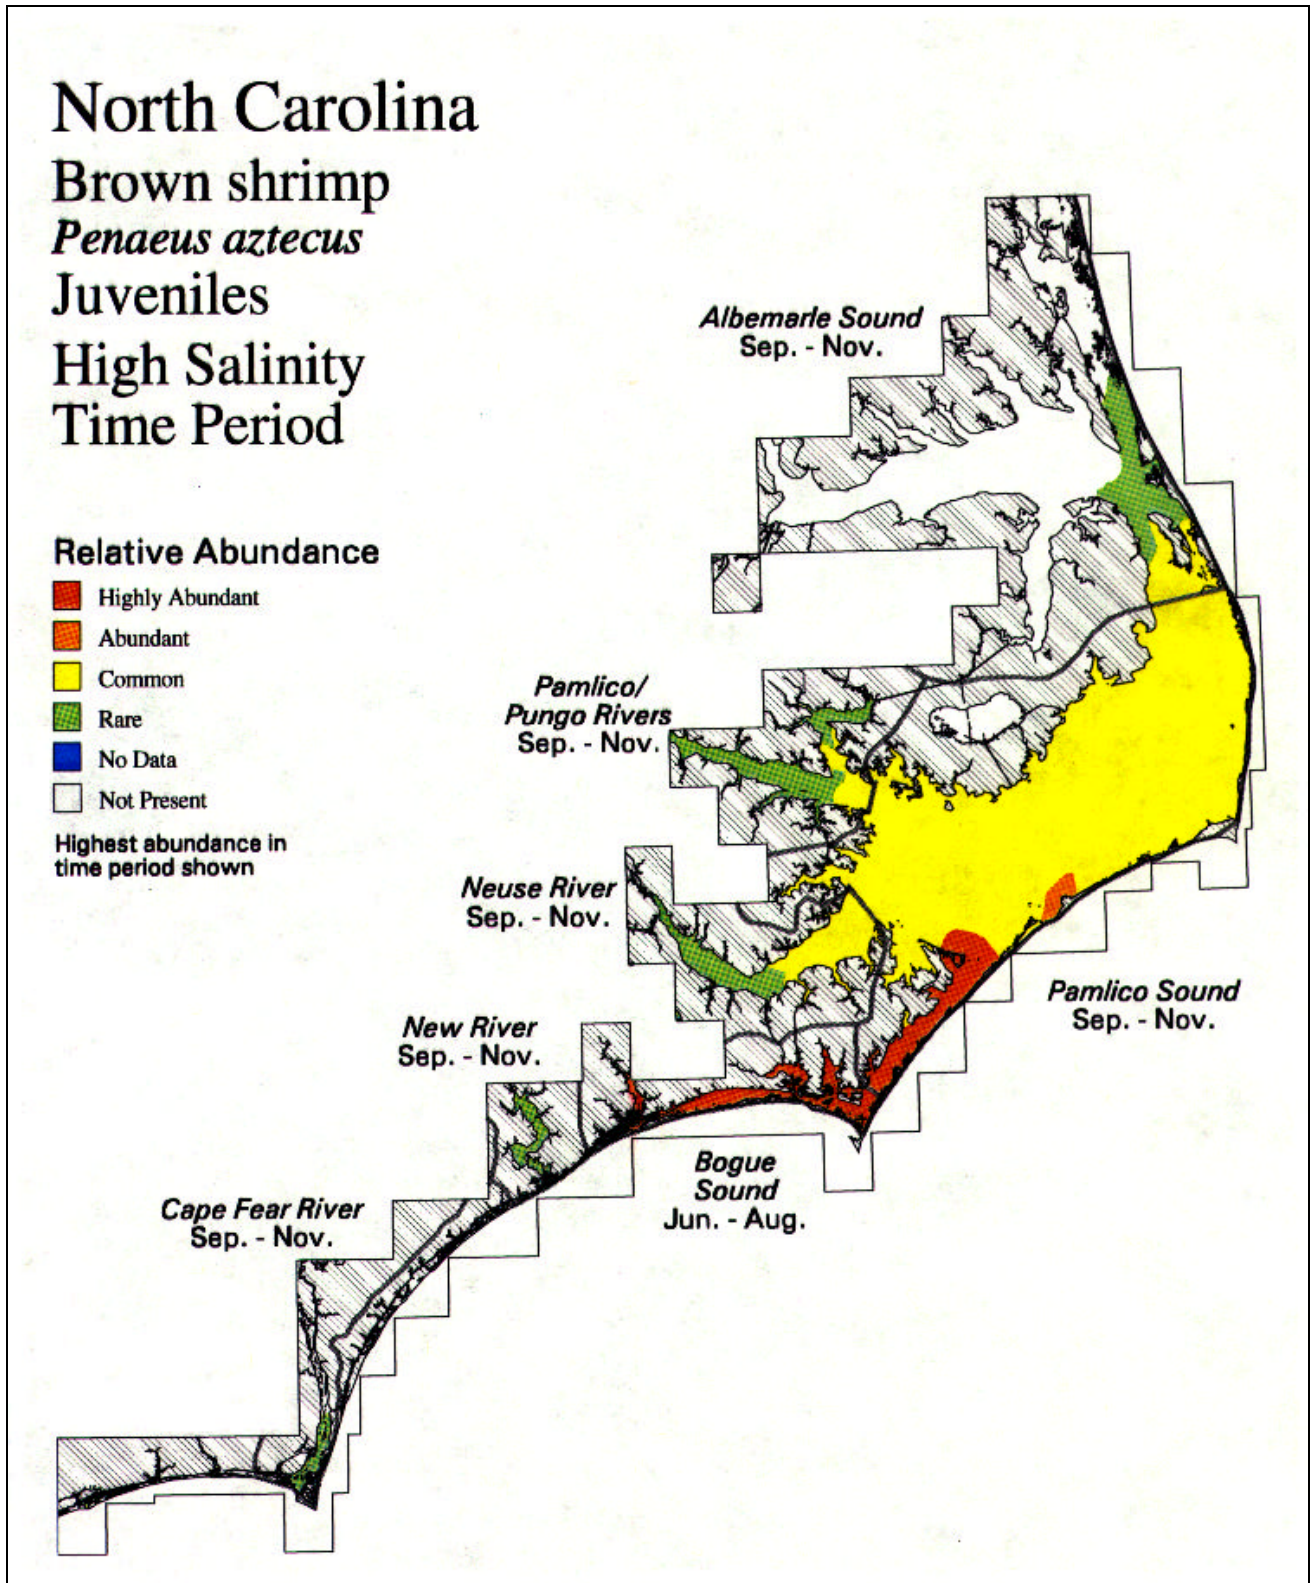 North Carolina
Brown shrimp
Penaeus aztecus
Juveniles
High Salinity
Time Period
Relative Abundance
Highly Abundant
Abundant
Common
Rare
No Data
Not Present
Highest abundance in
time period shown
Albemarle Sound
Sep. - Nov.
Pamlico/
Pungo Rivers
Sep. - Nov.
Neuse River
Sep. - Nov.
Pamlico Sound
Sep. - Nov.
New River
Sep. - Nov.
Bogue
Sound
Jun. - Aug.
Cape Fear River
Sep. - Nov.